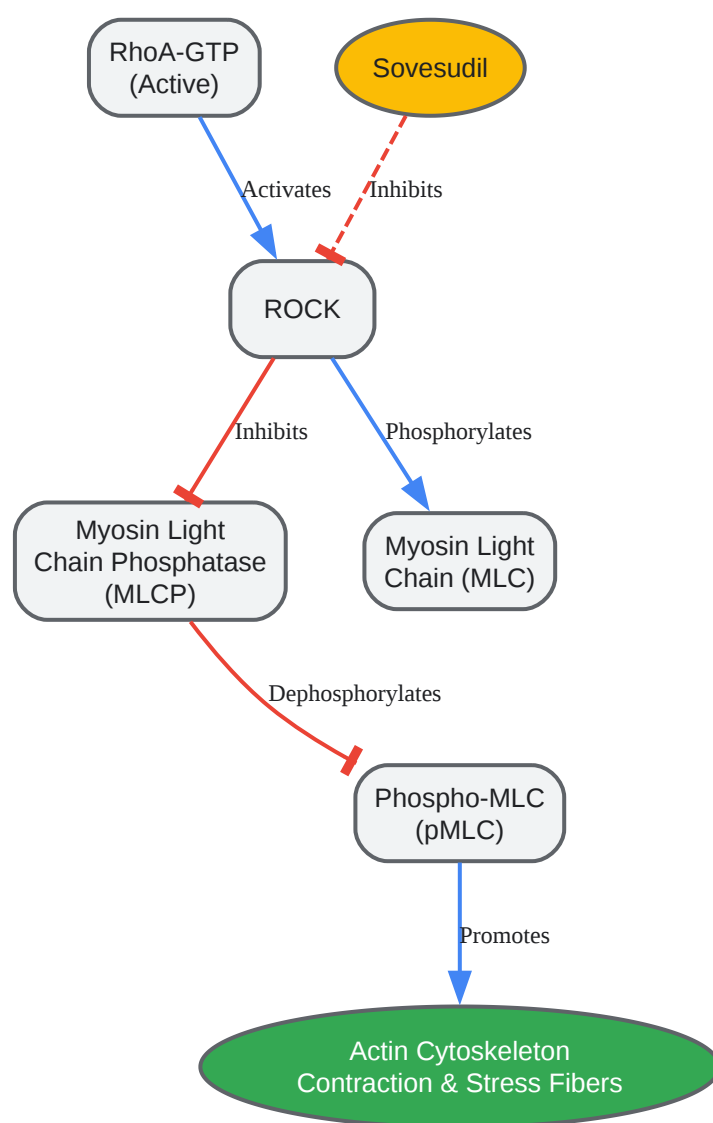 RhoA-GTP
(Active)
Sovesudil
Activates
Inhibits
ROCK
Inhibits
Phosphorylates
Myosin Light
Chain Phosphatase
(MLCP)
Myosin Light
Chain (MLC)
Dephosphorylates
Phospho-MLC
(pMLC)
Promotes
Actin Cytoskeleton
Contraction & Stress Fibers